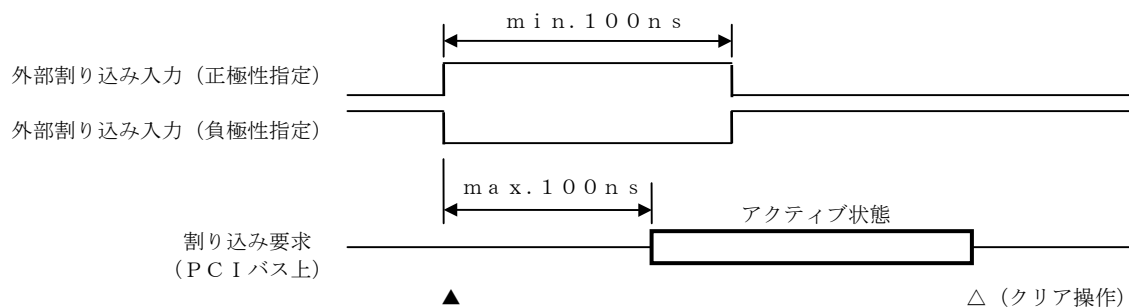 ｍｉｎ.１００ｎｓ
外部割り込み入力（正極性指定）
外部割り込み入力（負極性指定）
ｍａｘ.１００ｎｓ
アクティブ状態
割り込み要求
（ＰＣＩバス上）
▲
△（クリア操作）